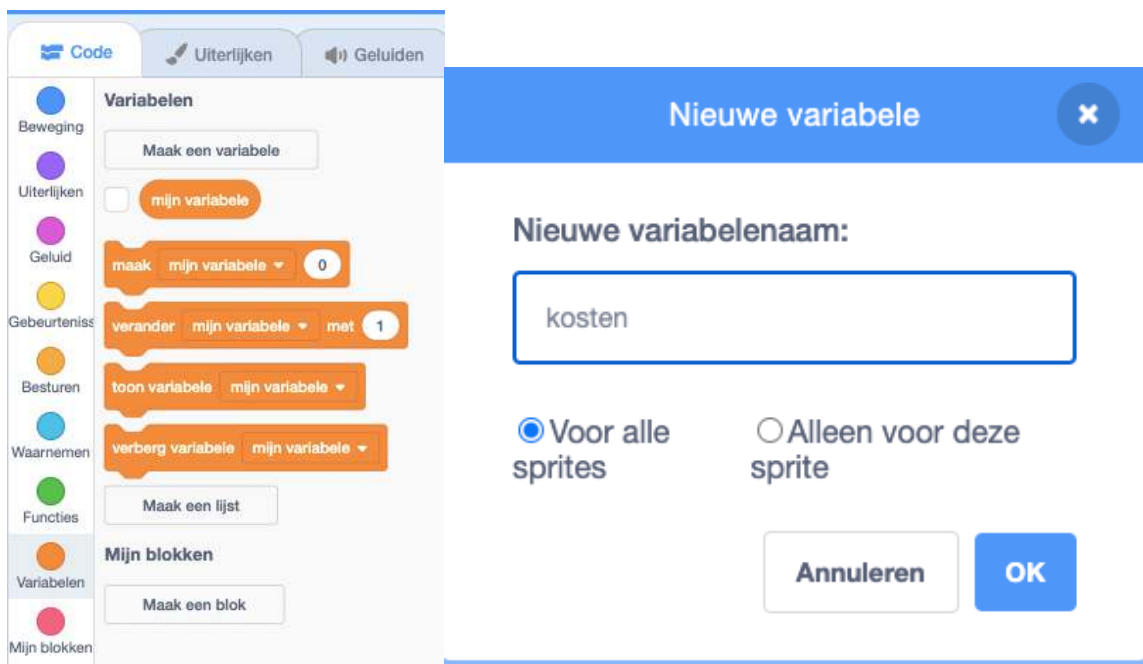 Code
Uiterlijken
Geluiden
Beweging
Uiterlijken
Geluid
Gebeurteniss
Besturen
Waarnemen
Functies
Variabelen
Mijn blokken
Variabelen
Maak een variabele
mijn variabele
maak mijn variabele 0
verander mijn variabele met 1
toon variabele mijn variabele
verberg variabele mijn variabele
Maak een lijst
Mijn blokken
Maak een blok
Nieuwe variabele
Nieuwe variabelenaam:
kosten
Voor alle
sprites
Alleen voor deze
sprite
Annuleren
OK